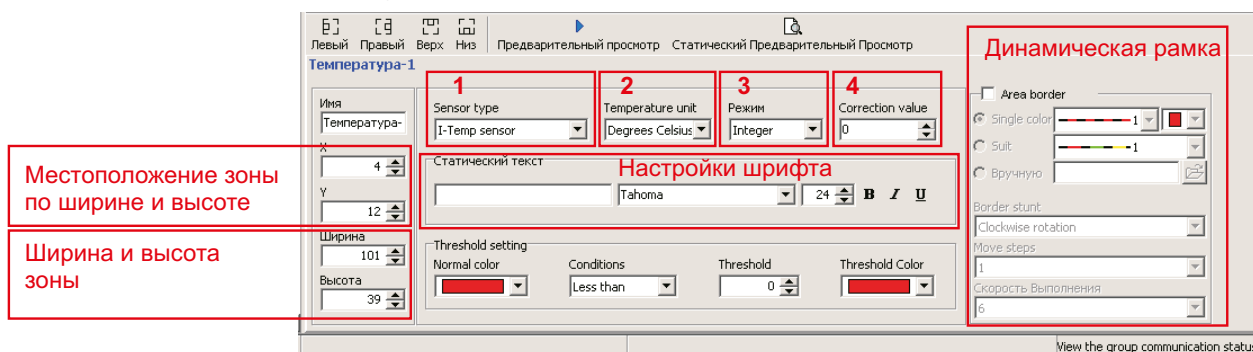 Левый Правый Верх Низ Предварительный просмотр Статический Предварительный Просмотр
Температура-1
Динамическая рамка
1 2 3 4
Имя
Температура-
Sensor type Temperature unit Режим Correction value
I-Temp sensor Degrees Celsius Integer 0
X
4
Y
12
Местоположение зоны
по ширине и высоте
Статический текст
Настройки шрифта
Tahoma 24 B I U
Ширина
101
Высота
39
Ширина и высота
зоны
Threshold setting
Normal color Conditions Threshold Threshold Color
Less than 0
Area border
Single color 1
Suit 1
Вручную
Border stunt
Clockwise rotation
Move steps
1
Скорость Выполнения
6
View the group communication status